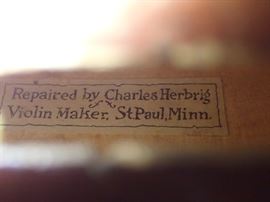 Repaired by Charles Herbrig
Violin Maker, St.Paul, Minn.